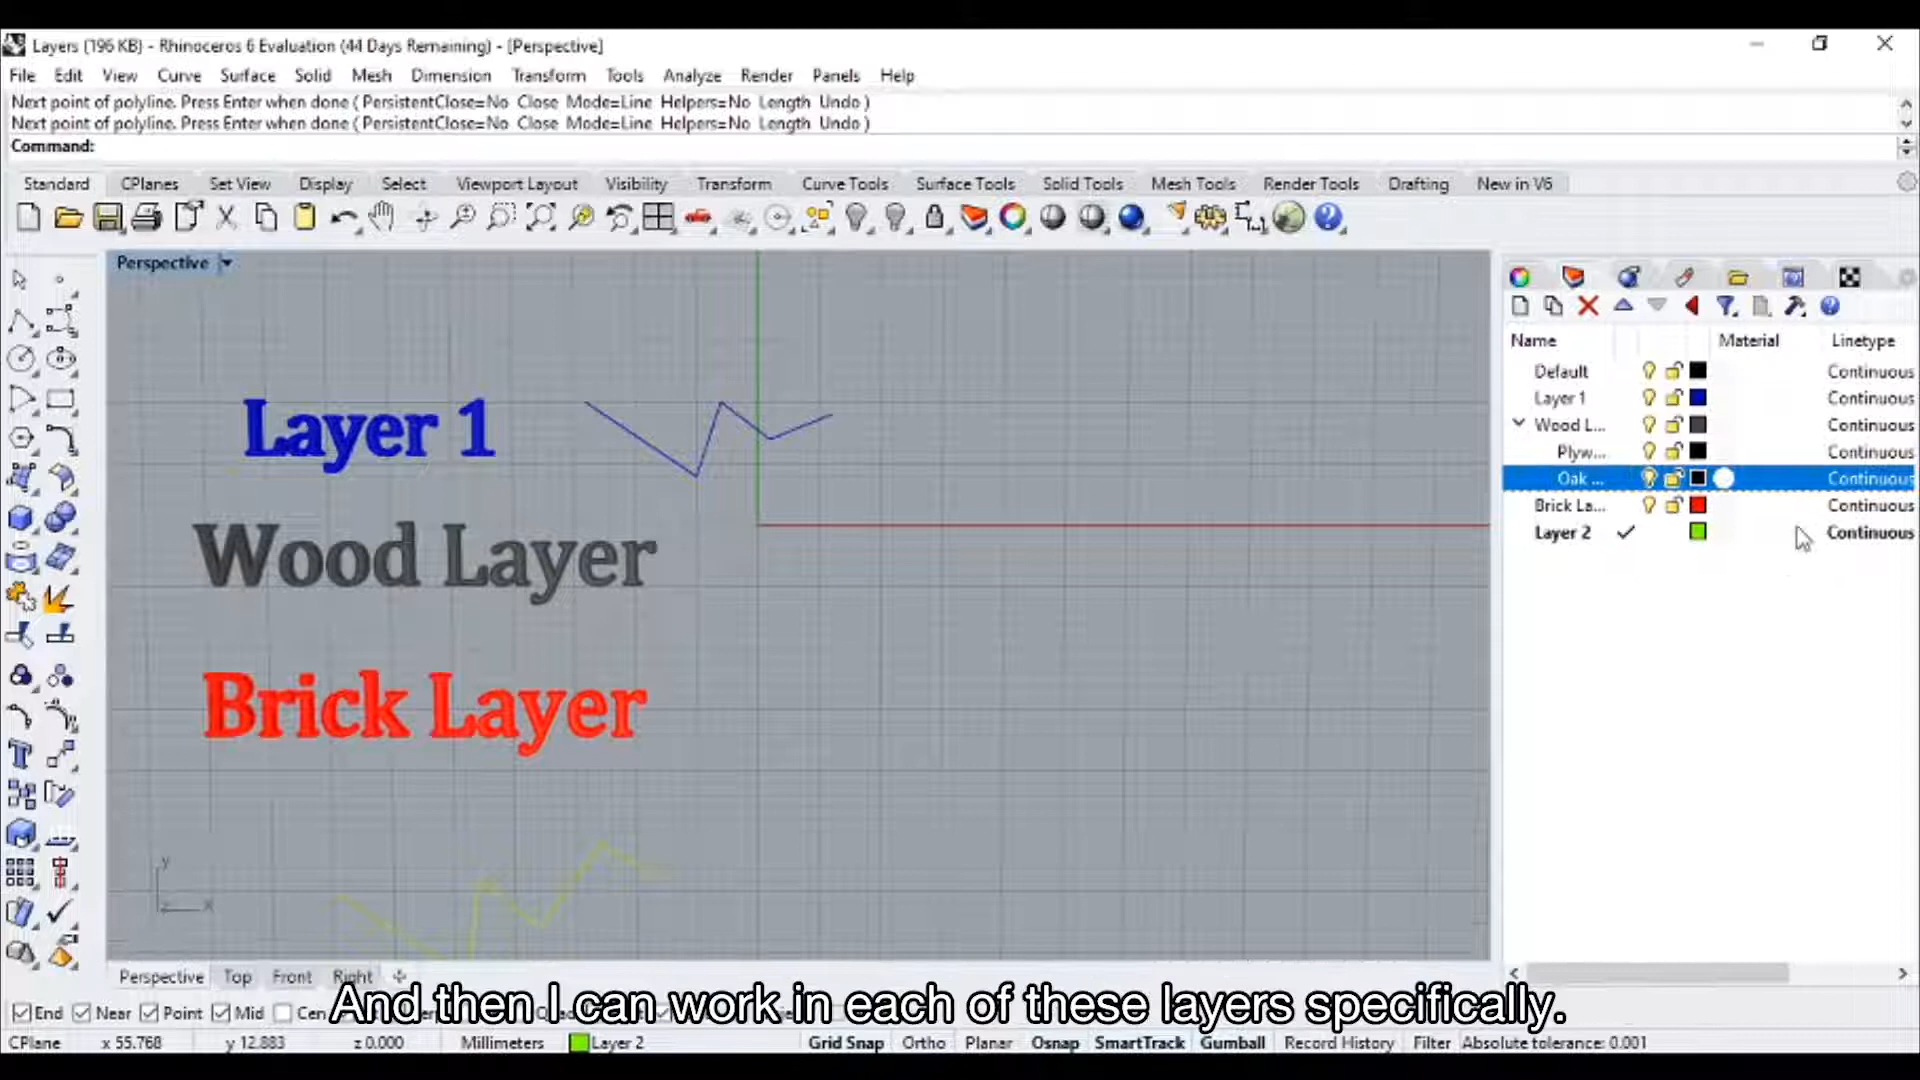 Layers (196 KB) - Rhinoceros 6 Evaluation (44 Days Remaining) - [Perspective]
File Edit View Curve Surface Solid Mesh Dimension Transform Tools Analyze Render Panels Help
Next point of polyline. Press Enter when done ( PersistentClose=No Close Mode=Line Helpers=No Length Undo )
Next point of polyline. Press Enter when done ( PersistentClose=No Close Mode=Line Helpers=No Length Undo )
Command:
Standard CPlanes Set View Display Select Viewport Layout Visibility Transform Curve Tools Surface Tools Solid Tools Mesh Tools Render Tools Drafting New in V6
Perspective
Name Material Linetype
Default Continuous
Layer 1 Continuous
Wood L... Continuous
Plyw... Continuous
Oak ... Continuous
Brick La... Continuous
Layer 2 Continuous
Layer 1
Wood Layer
Brick Layer
y
x
Perspective Top Front Right
And then I can work in each of these layers specifically.
End Near Point Mid Cen
CPlane x 55.768 y 12.883 z 0.000 Millimeters Layer 2 Grid Snap Ortho Planar Osnap SmartTrack Gumball Record History Filter Absolute tolerance: 0.001